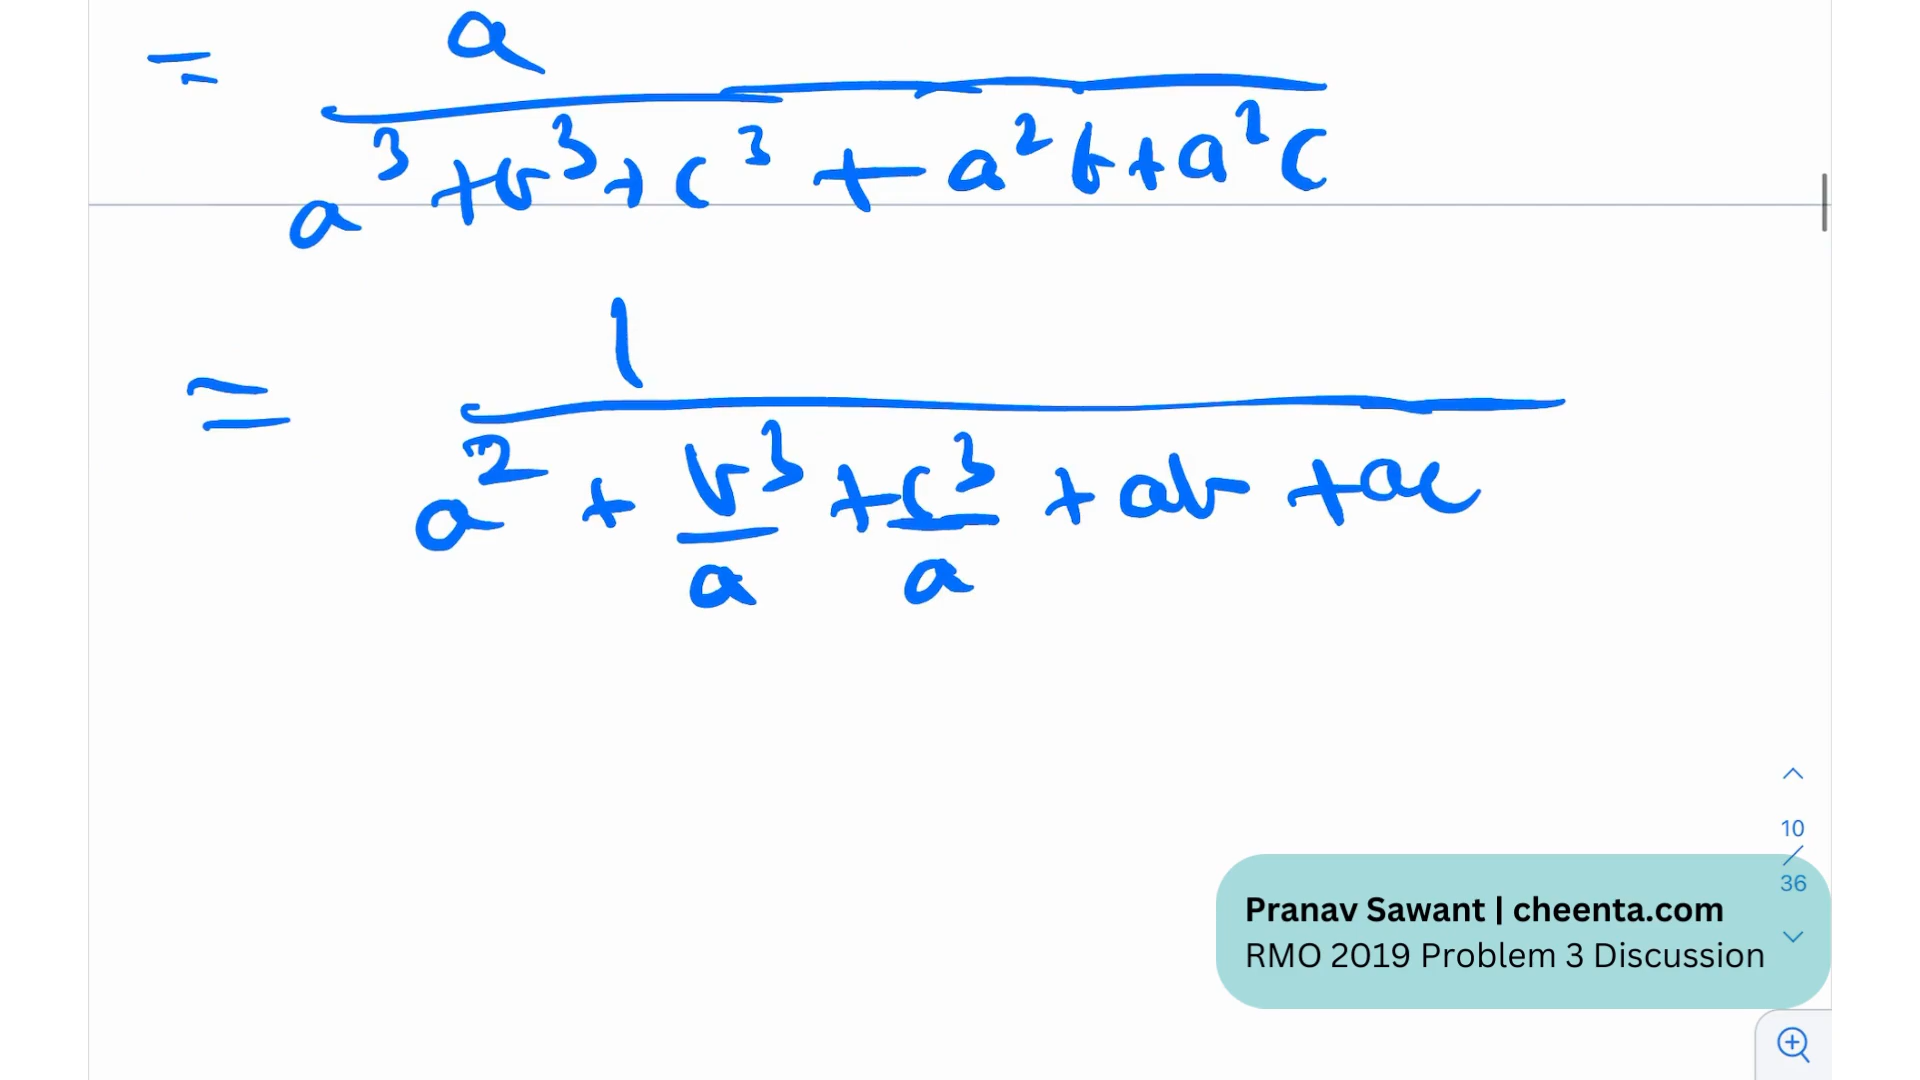 = a / a³ + b³ + c³ + a²b + a²c
= 1 / a² + b³/a + c³/a + ab + ac
10
/
36
Pranav Sawant | cheenta.com
RMO 2019 Problem 3 Discussion